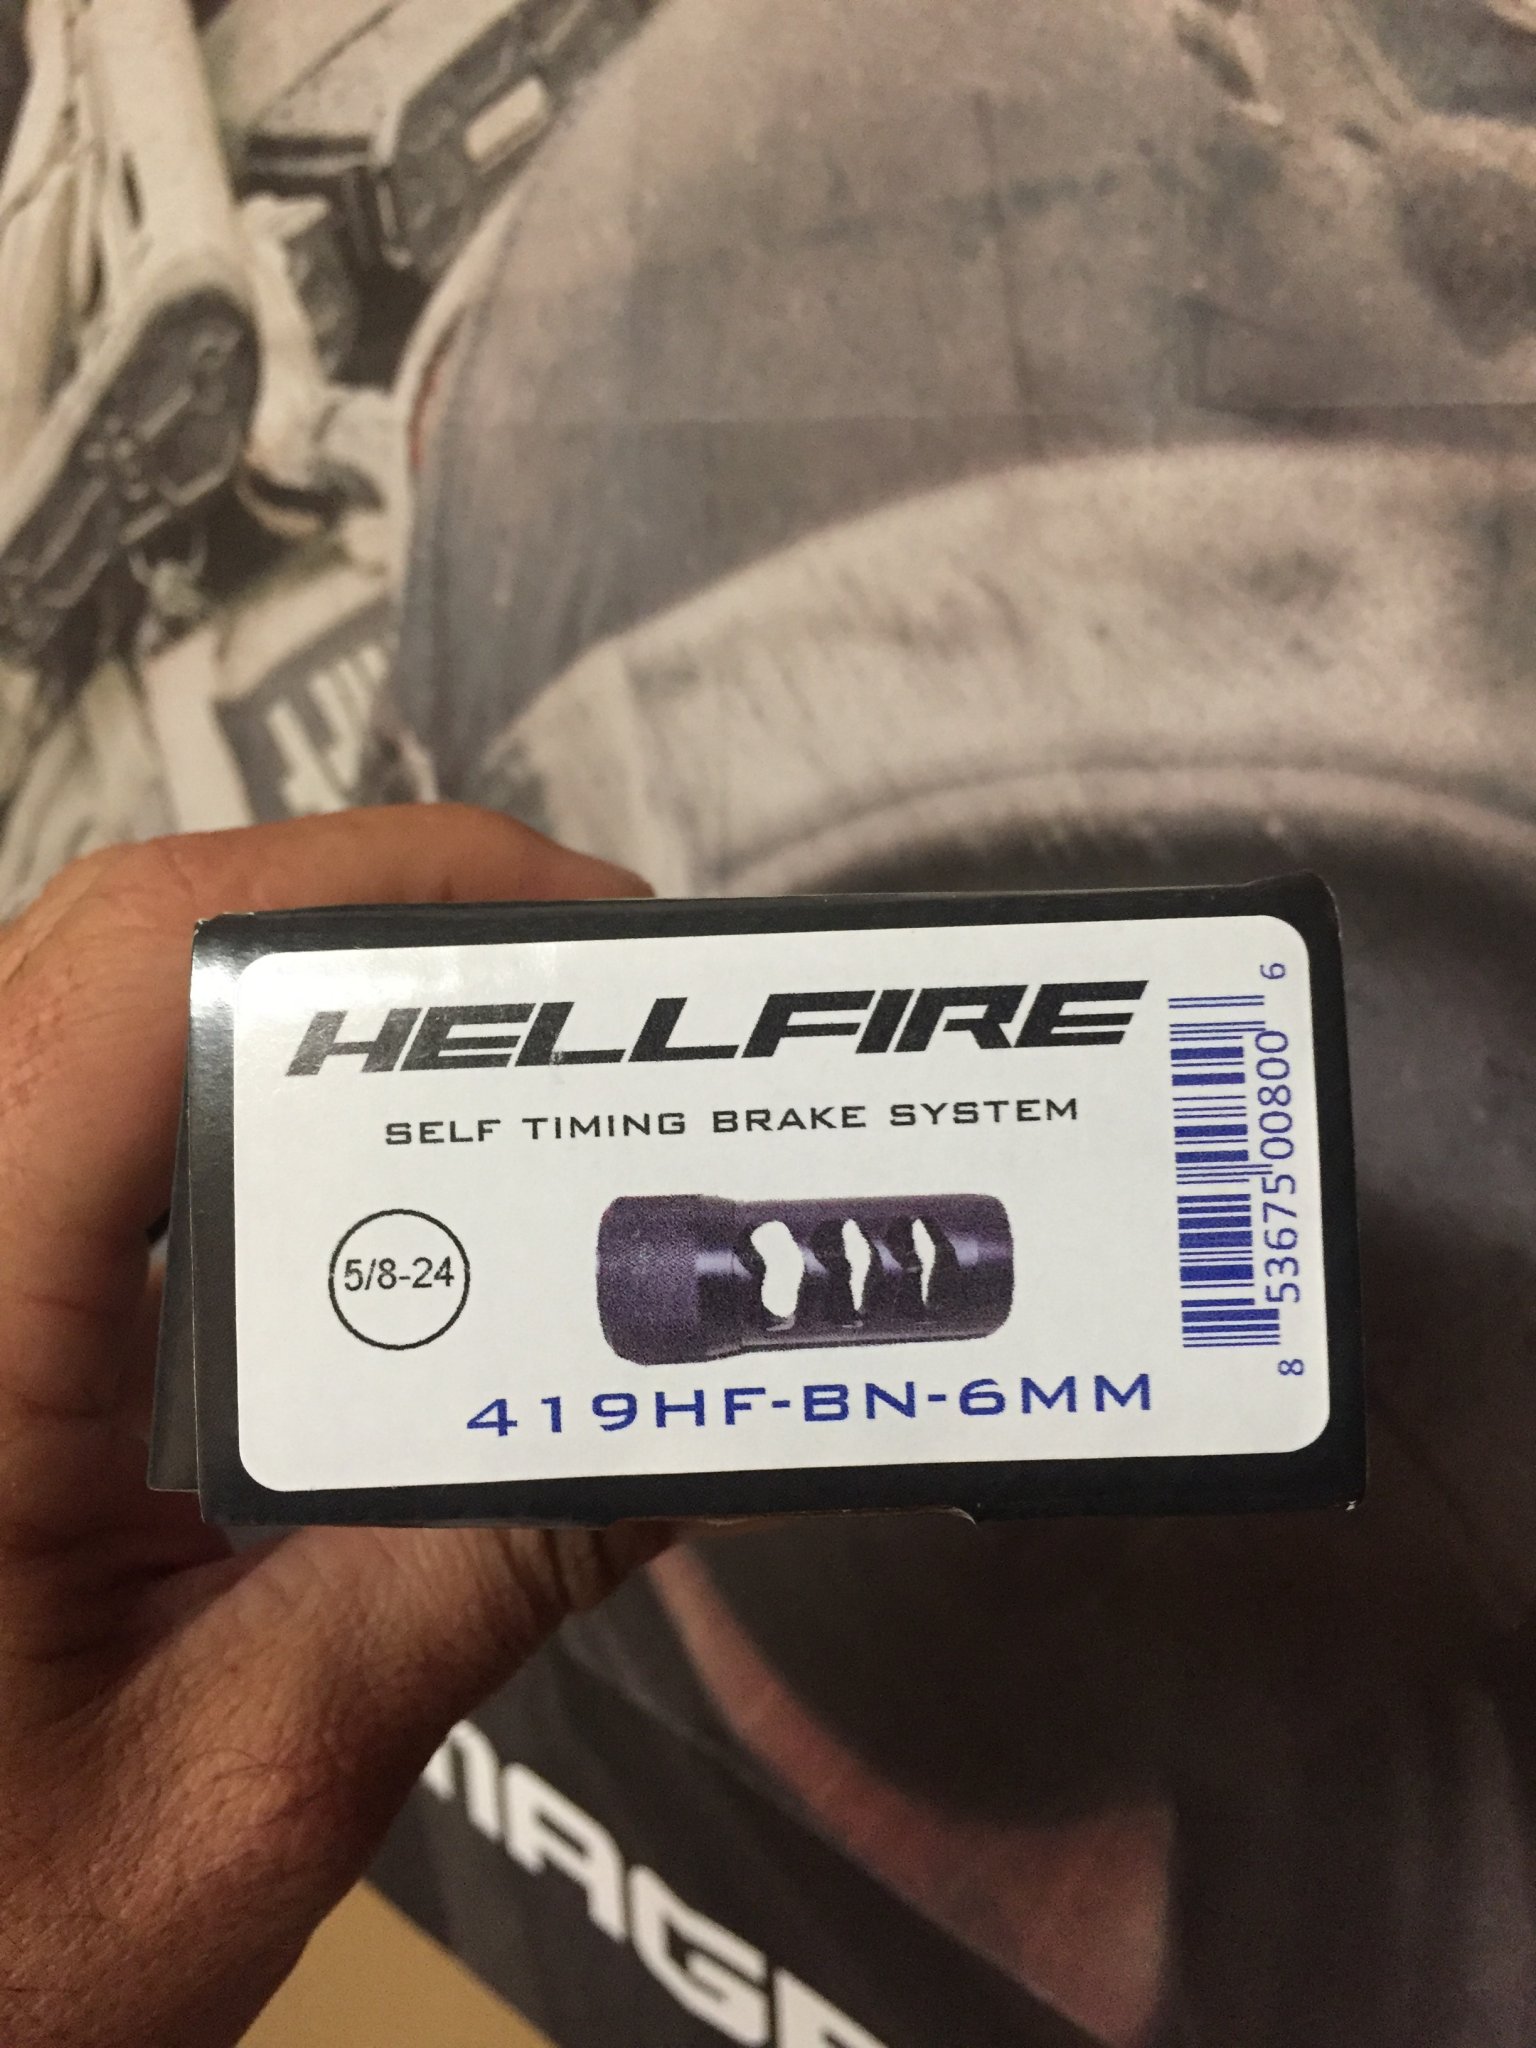 HELLFIRE
SELF TIMING BRAKE SYSTEM
5/8-24
419HF-BN-6MM
8 53675 00800 6